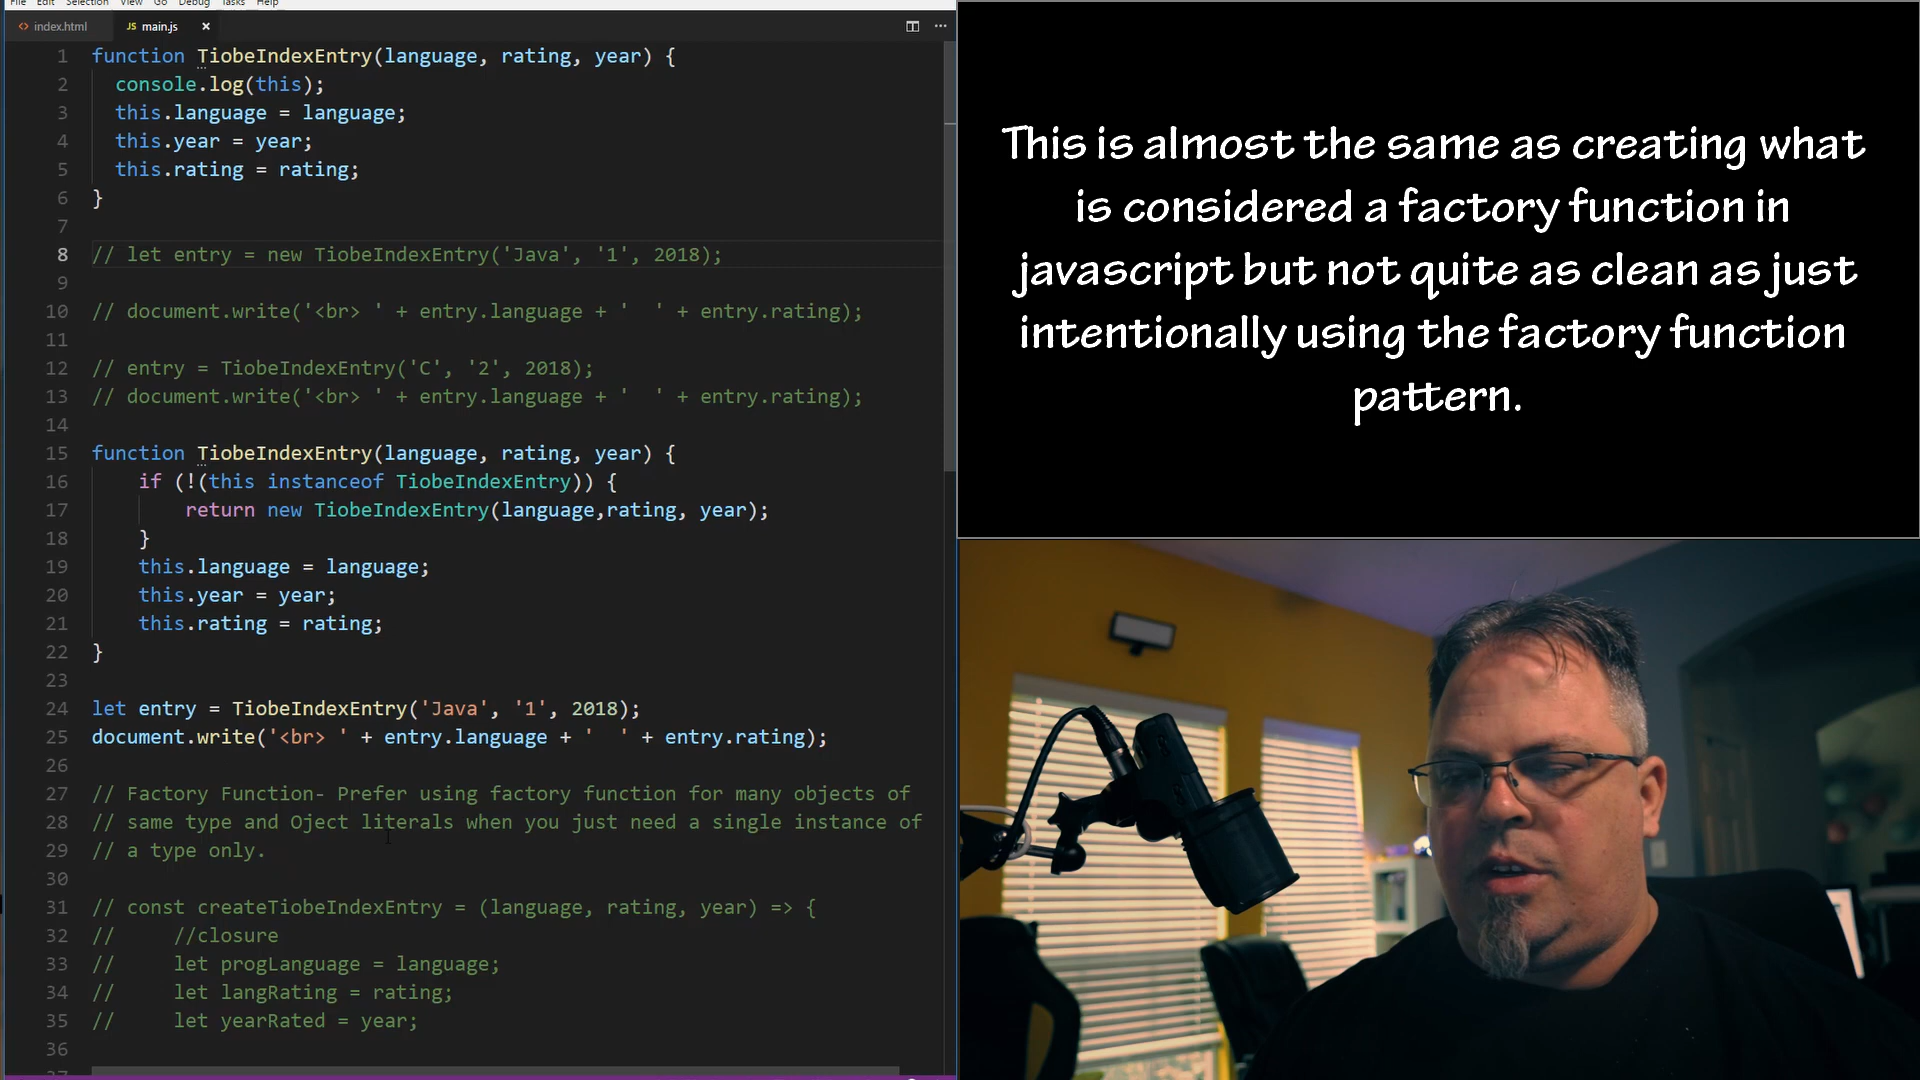 File Edit Selection View Go Debug Tasks Help
index.html
JS main.js
1 function TiobeIndexEntry(language, rating, year) {
2 console.log(this);
3 this.language = language;
4 this.year = year;
5 this.rating = rating;
6 }
7
8 // let entry = new TiobeIndexEntry('Java', '1', 2018);
9
10 // document.write('<br> ' + entry.language + '  ' + entry.rating);
11
12 // entry = TiobeIndexEntry('C', '2', 2018);
13 // document.write('<br> ' + entry.language + '  ' + entry.rating);
14
15 function TiobeIndexEntry(language, rating, year) {
16 if (!(this instanceof TiobeIndexEntry)) {
17 return new TiobeIndexEntry(language,rating, year);
18 }
19 this.language = language;
20 this.year = year;
21 this.rating = rating;
22 }
23
24 let entry = TiobeIndexEntry('Java', '1', 2018);
25 document.write('<br> ' + entry.language + '  ' + entry.rating);
26
27 // Factory Function- Prefer using factory function for many objects of
28 // same type and Oject literals when you just need a single instance of
29 // a type only.
30
31 // const createTiobeIndexEntry = (language, rating, year) => {
32 //     //closure
33 //     let progLanguage = language;
34 //     let langRating = rating;
35 //     let yearRated = year;
36
This is almost the same as creating what
is considered a factory function in
javascript but not quite as clean as just
intentionally using the factory function
pattern.